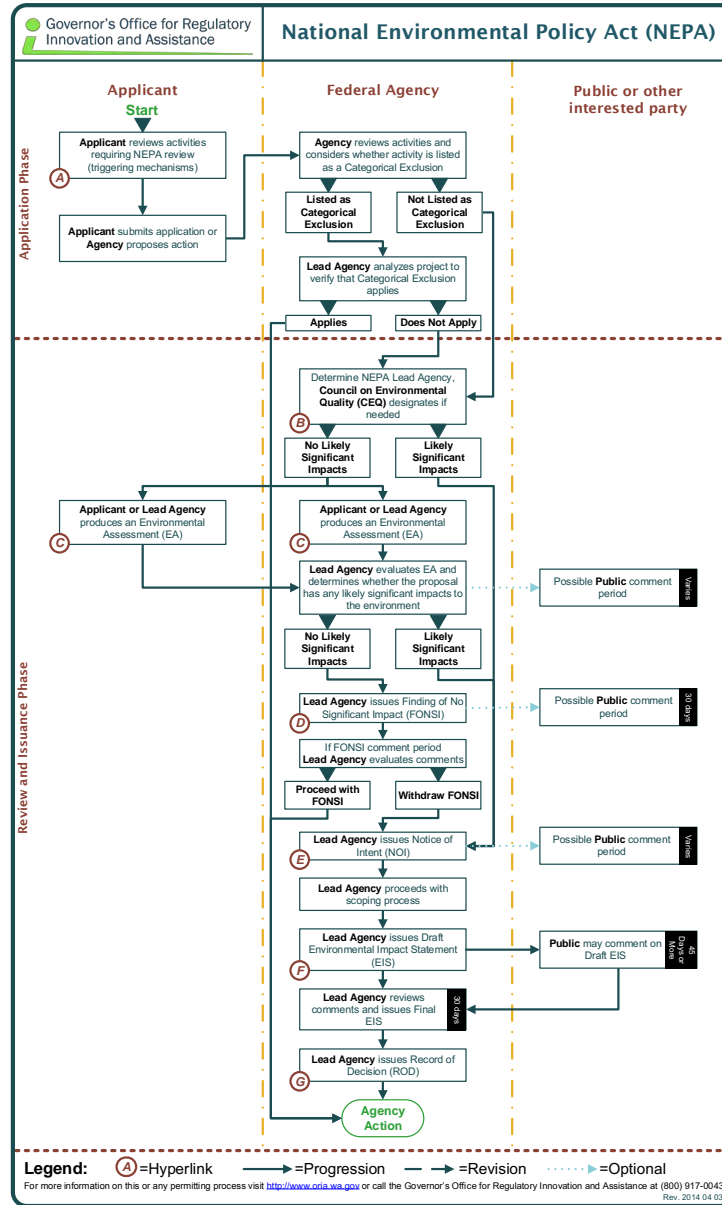 Governor's Office for Regulatory
Innovation and Assistance
National Environmental Policy Act (NEPA)
Applicant
Federal Agency
Public or other
interested party
Application Phase
Start
Applicant reviews activities
requiring NEPA review
(triggering mechanisms)
A
Applicant submits application or
Agency proposes action
Agency reviews activities and
considers whether activity is listed
as a Categorical Exclusion
Listed as
Categorical
Exclusion
Not Listed as
Categorical
Exclusion
Lead Agency analyzes project to
verify that Categorical Exclusion
applies
Applies
Does Not Apply
Review and Issuance Phase
Determine NEPA Lead Agency,
Council on Environmental
Quality (CEQ) designates if
needed
B
No Likely
Significant
Impacts
Likely
Significant
Impacts
Applicant or Lead Agency
produces an Environmental
Assessment (EA)
C
Applicant or Lead Agency
produces an Environmental
Assessment (EA)
C
Lead Agency evaluates EA and
determines whether the proposal
has any likely significant impacts to
the environment
Possible Public comment
period
Varies
No Likely
Significant
Impacts
Likely
Significant
Impacts
Lead Agency issues Finding of No
Significant Impact (FONSI)
D
Possible Public comment
period
30 days
If FONSI comment period
Lead Agency evaluates comments
Proceed with
FONSI
Withdraw FONSI
Lead Agency issues Notice of
Intent (NOI)
E
Possible Public comment
period
Varies
Lead Agency proceeds with
scoping process
Lead Agency issues Draft
Environmental Impact Statement
(EIS)
F
Public may comment on
Draft EIS
45
Days or
More
Lead Agency reviews
comments and issues Final
EIS
30 days
Lead Agency issues Record of
Decision (ROD)
G
Agency
Action
Legend: A =Hyperlink =Progression =Revision =Optional
For more information on this or any permitting process visit http://www.oria.wa.gov or call the Governor's Office for Regulatory Innovation and Assistance at (800) 917-0043
Rev. 2014 04 03